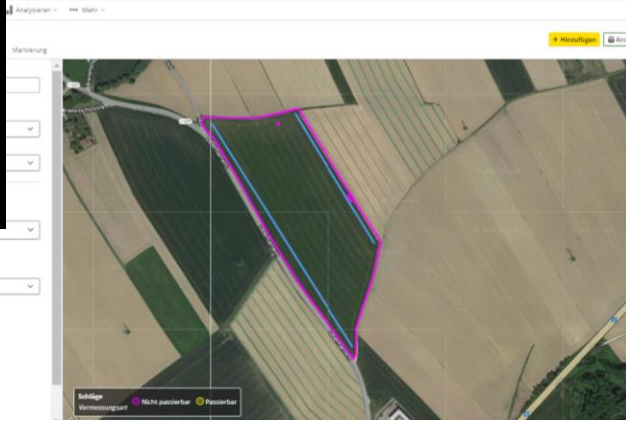 Analysieren
Mehr
+ Hinzufügen
Markierung
Schläge
Vermessungsart
Nicht passierbar
Passierbar